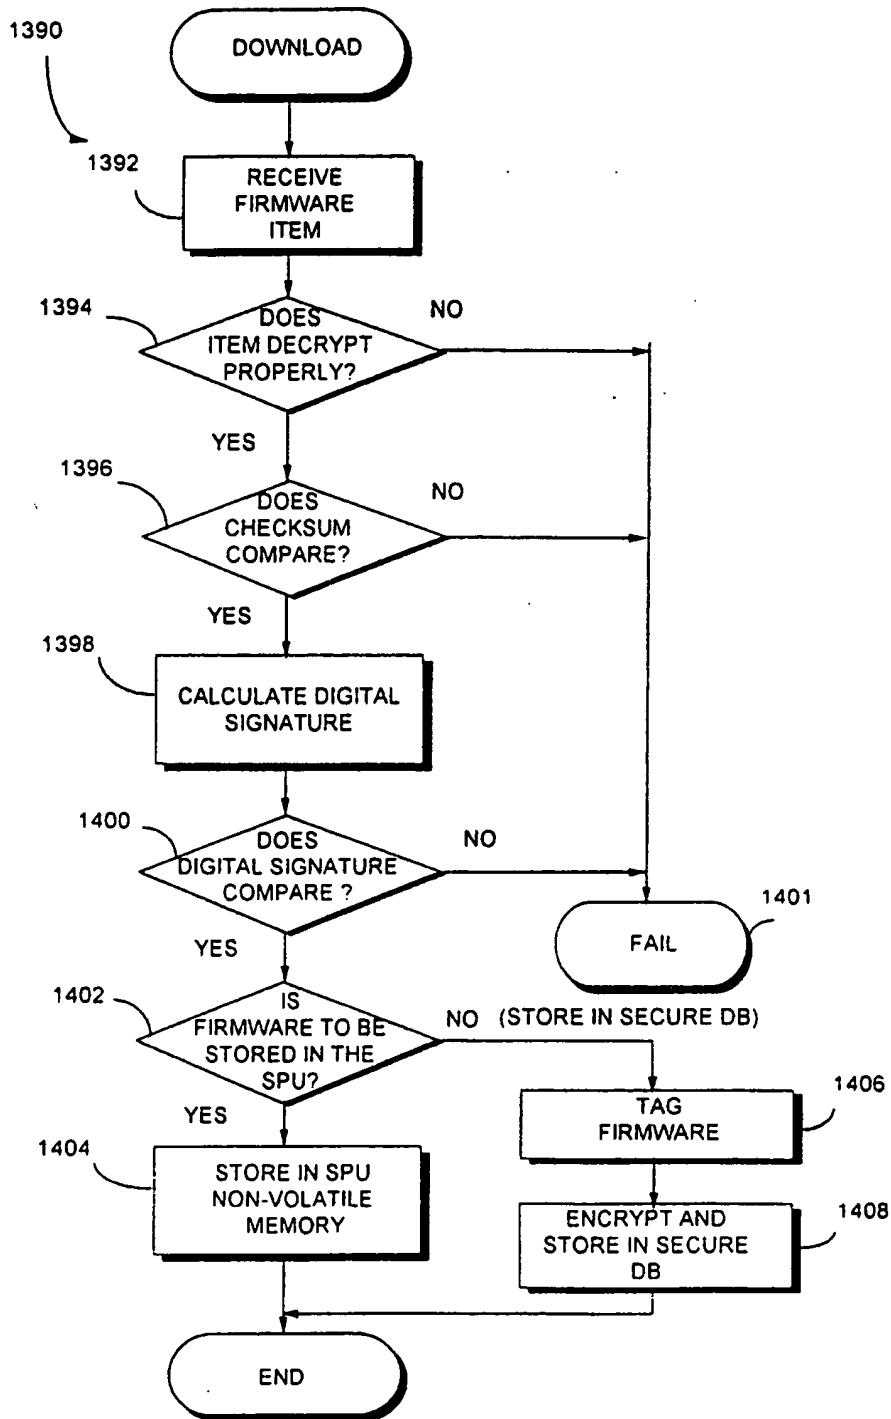 1390
DOWNLOAD
1392
RECEIVE
FIRMWARE
ITEM
1394
DOES
ITEM DECRYPT
PROPERLY?
NO
YES
1396
DOES
CHECKSUM
COMPARE?
NO
YES
1398
CALCULATE DIGITAL
SIGNATURE
1400
DOES
DIGITAL SIGNATURE
COMPARE ?
NO
YES
1401
FAIL
1402
IS
FIRMWARE TO BE
STORED IN THE
SPU?
NO (STORE IN SECURE DB)
YES
1404
STORE IN SPU
NON-VOLATILE
MEMORY
1406
TAG
FIRMWARE
1408
ENCRYPT AND
STORE IN SECURE
DB
END